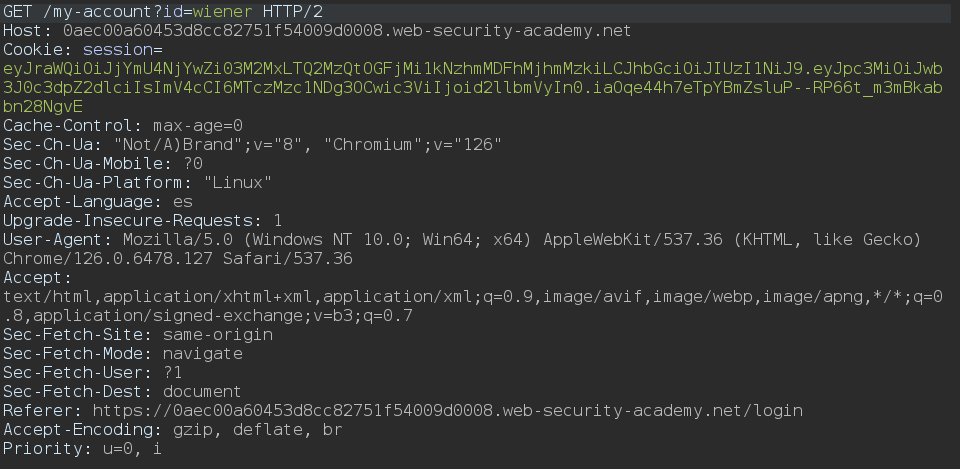 GET /my-account?id=wiener HTTP/2
Host: 0aec00a60453d8cc82751f54009d0008.web-security-academy.net
Cookie: session=
eyJraWQiOiJjYmU4NjYwZi03M2MxLTQ2MzQtOGFjMi1kNzhmMDFhMjhmMzkiLCJhbGciOiJIUzI1NiJ9.eyJpc3MiOiJwb
3J0c3dpZ2dlciIsImV4cCI6MTczMzc1NDg3OCwic3ViIjoid2llbmVyIn0.iaOqe44h7eTpYBmZsluP--RP66t_m3mBkab
bn28NgvE
Cache-Control: max-age=0
Sec-Ch-Ua: "Not/A)Brand";v="8", "Chromium";v="126"
Sec-Ch-Ua-Mobile: ?0
Sec-Ch-Ua-Platform: "Linux"
Accept-Language: es
Upgrade-Insecure-Requests: 1
User-Agent: Mozilla/5.0 (Windows NT 10.0; Win64; x64) AppleWebKit/537.36 (KHTML, like Gecko)
Chrome/126.0.6478.127 Safari/537.36
Accept:
text/html,application/xhtml+xml,application/xml;q=0.9,image/avif,image/webp,image/apng,*/*;q=0
.8,application/signed-exchange;v=b3;q=0.7
Sec-Fetch-Site: same-origin
Sec-Fetch-Mode: navigate
Sec-Fetch-User: ?1
Sec-Fetch-Dest: document
Referer: https://0aec00a60453d8cc82751f54009d0008.web-security-academy.net/login
Accept-Encoding: gzip, deflate, br
Priority: u=0, i